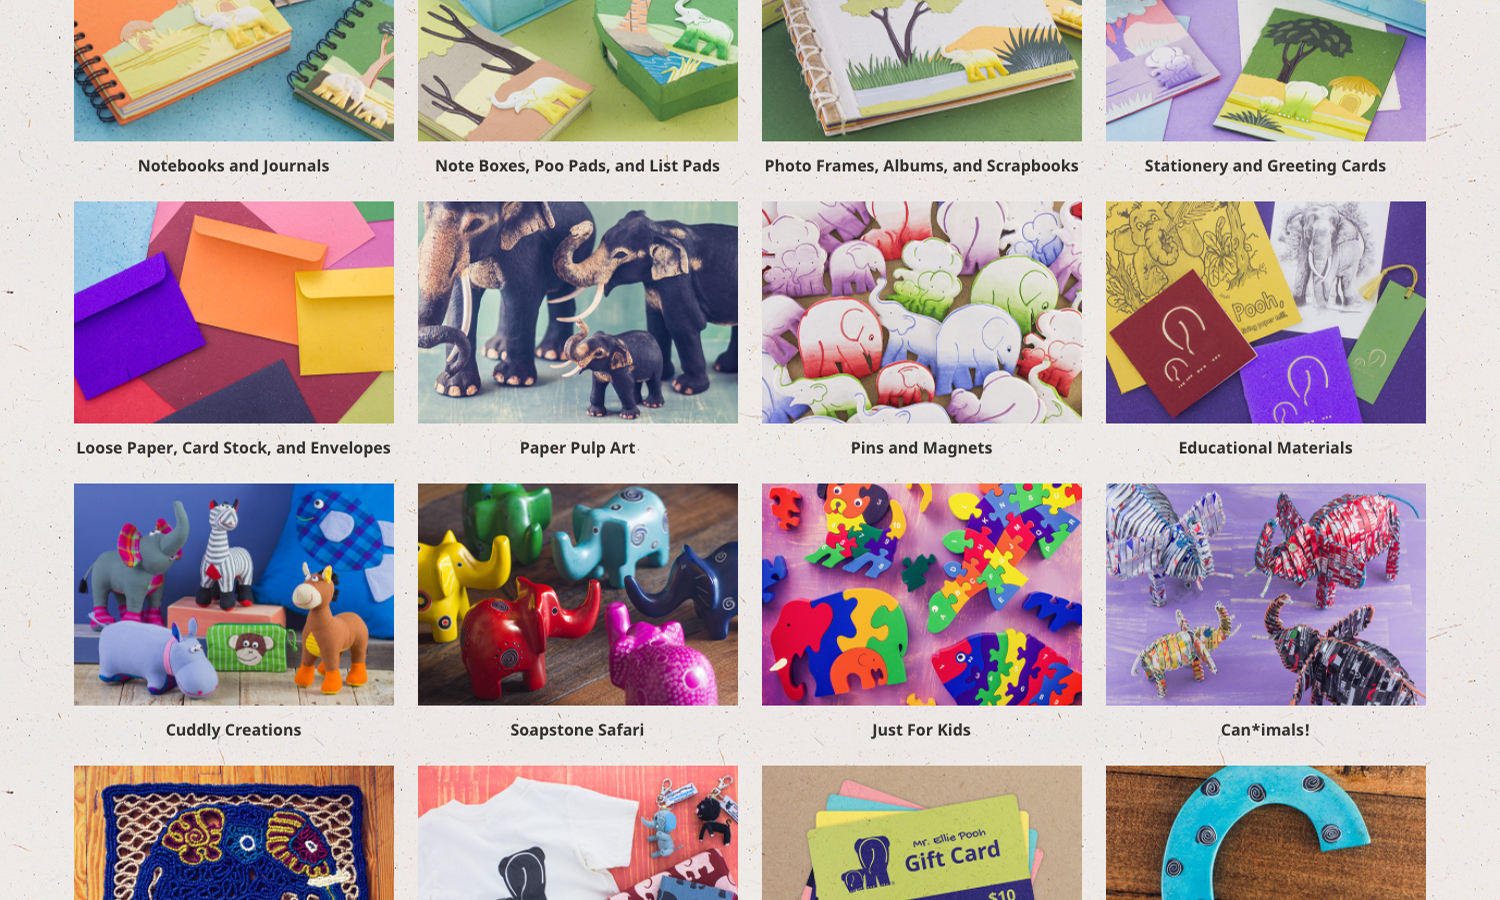 Notebooks and Journals
Note Boxes, Poo Pads, and List Pads
Photo Frames, Albums, and Scrapbooks
Stationery and Greeting Cards
Pooh,
Loose Paper, Card Stock, and Envelopes
Paper Pulp Art
Pins and Magnets
Educational Materials
Cuddly Creations
Soapstone Safari
Just For Kids
Can*imals!
Mr. Ellie Pooh
Gift Card
$10